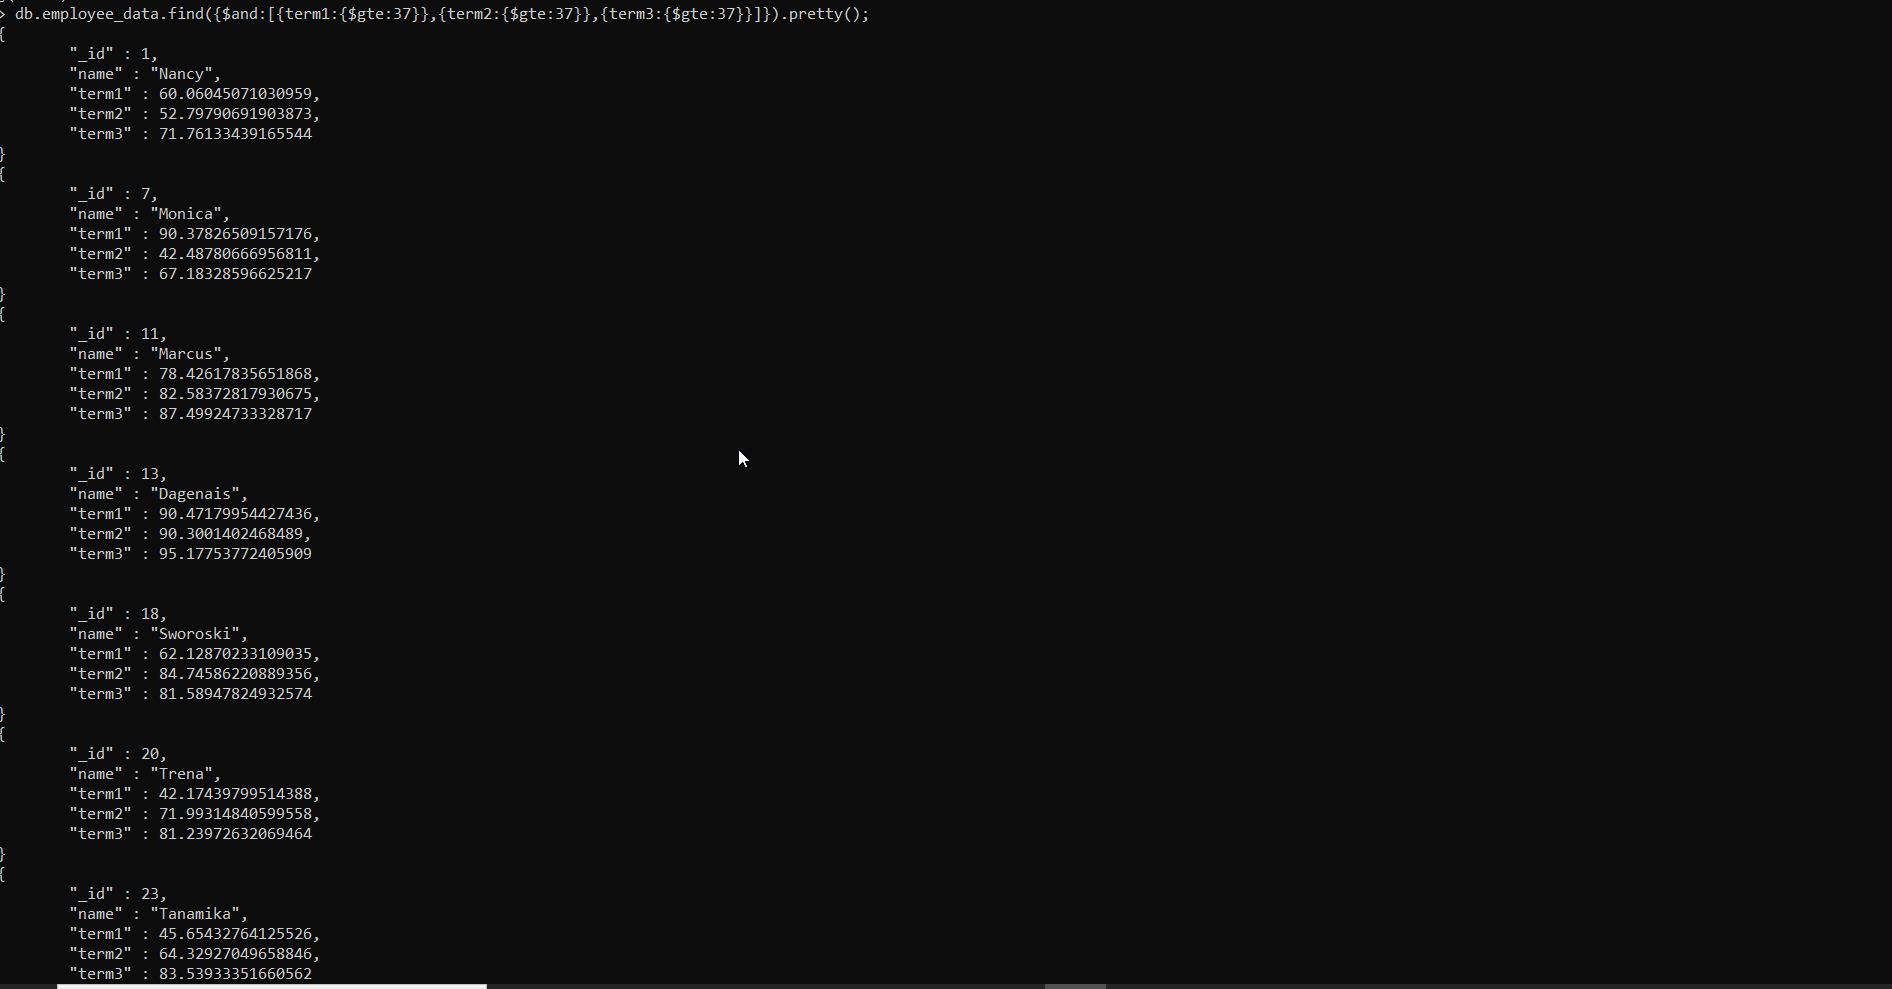 > db.employee_data.find({$and:[{term1:{$gte:37}},{term2:{$gte:37}},{term3:{$gte:37}}]}).pretty();
{
"_id" : 1,
"name" : "Nancy",
"term1" : 60.06045071030959,
"term2" : 52.79790691903873,
"term3" : 71.76133439165544
}
{
"_id" : 7,
"name" : "Monica",
"term1" : 90.37826509157176,
"term2" : 42.48780666956811,
"term3" : 67.18328596625217
}
{
"_id" : 11,
"name" : "Marcus",
"term1" : 78.42617835651868,
"term2" : 82.58372817930675,
"term3" : 87.49924733328717
}
{
"_id" : 13,
"name" : "Dagenais",
"term1" : 90.47179954427436,
"term2" : 90.3001402468489,
"term3" : 95.17753772405909
}
{
"_id" : 18,
"name" : "Sworoski",
"term1" : 62.12870233109035,
"term2" : 84.74586220889356,
"term3" : 81.58947824932574
}
{
"_id" : 20,
"name" : "Trena",
"term1" : 42.17439799514388,
"term2" : 71.99314840599558,
"term3" : 81.23972632069464
}
{
"_id" : 23,
"name" : "Tanamika",
"term1" : 45.65432764125526,
"term2" : 64.32927049658846,
"term3" : 83.53933351660562